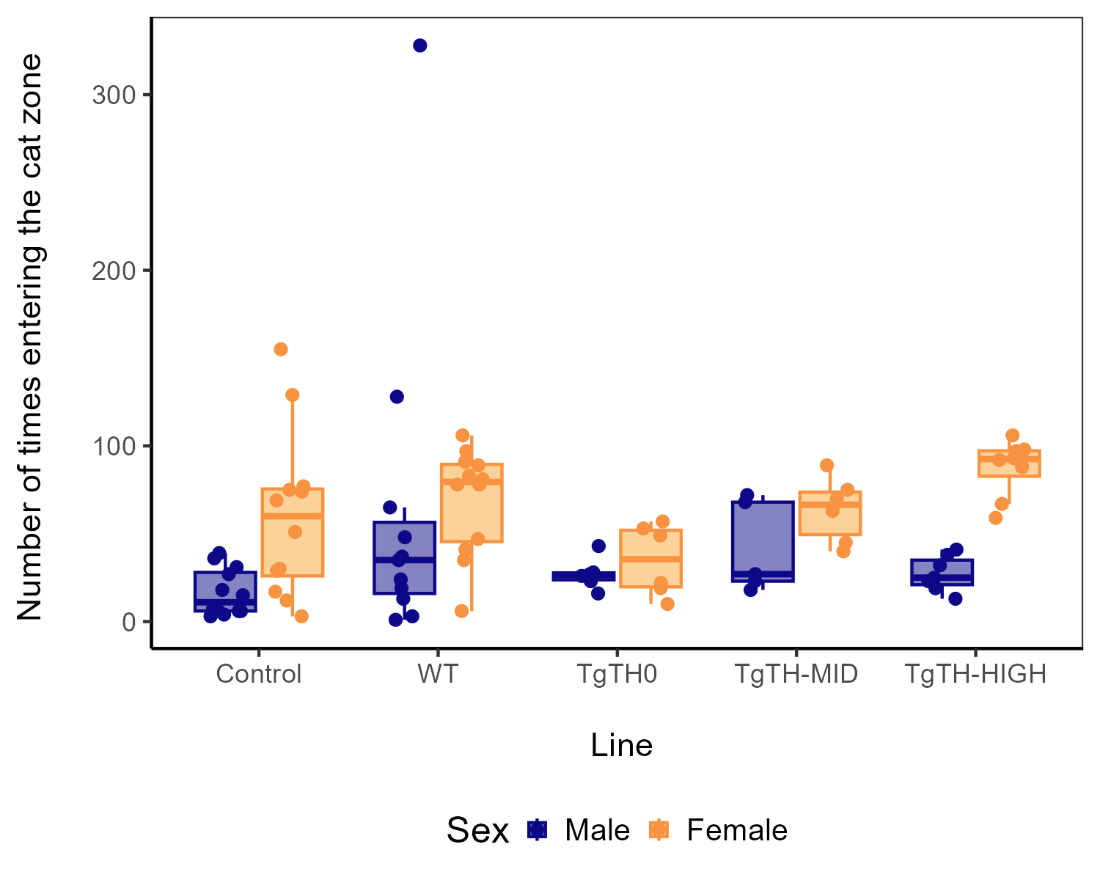 Number of times entering the cat zone
300
200
100
0
Control WT TgTH0 TgTH-MID TgTH-HIGH
Line
Sex Male Female